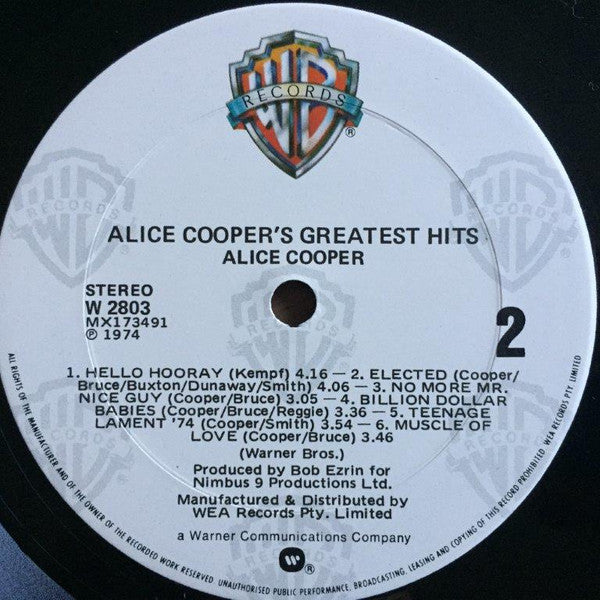 RECORDS
®
ALICE COOPER'S GREATEST HITS
ALICE COOPER
STEREO
W 2803
MX173491
℗ 1974
2
1. HELLO HOORAY (Kempf) 4.16 — 2. ELECTED (Cooper/
Bruce/Buxton/Dunaway/Smith) 4.06 — 3. NO MORE MR.
NICE GUY (Cooper/Bruce) 3.05 — 4. BILLION DOLLAR
BABIES (Cooper/Bruce/Reggie) 3.36 — 5. TEENAGE
LAMENT '74 (Cooper/Smith) 3.54 — 6. MUSCLE OF
LOVE (Cooper/Bruce) 3.46
(Warner Bros.)
Produced by Bob Ezrin for
Nimbus 9 Productions Ltd.
Manufactured & Distributed by
WEA Records Pty. Limited
a Warner Communications Company
®
ALL RIGHTS OF THE MANUFACTURER AND OF THE OWNER OF THE RECORDED WORK RESERVED UNAUTHORISED PUBLIC PERFORMANCE, BROADCASTING, LEASING AND COPYING OF THIS RECORD PROHIBITED. WEA RECORDS PTY LIMITED